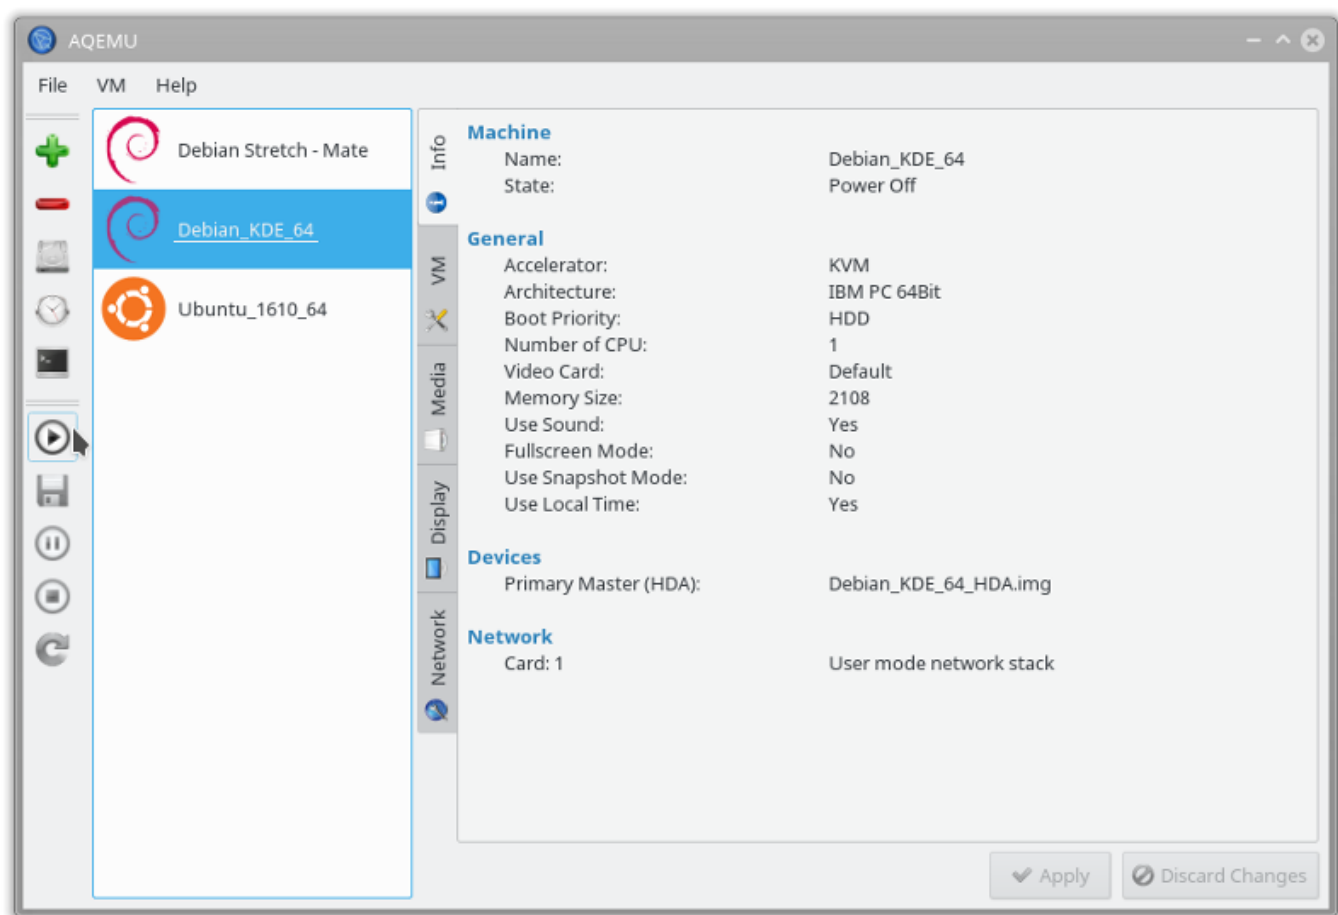 AQEMU
File VM Help
Debian Stretch - Mate
Debian_KDE_64
Ubuntu_1610_64
Info
VM
Media
Display
Network
Machine
Name: Debian_KDE_64
State: Power Off
General
Accelerator: KVM
Architecture: IBM PC 64Bit
Boot Priority: HDD
Number of CPU: 1
Video Card: Default
Memory Size: 2108
Use Sound: Yes
Fullscreen Mode: No
Use Snapshot Mode: No
Use Local Time: Yes
Devices
Primary Master (HDA): Debian_KDE_64_HDA.img
Network
Card: 1 User mode network stack
Apply Discard Changes